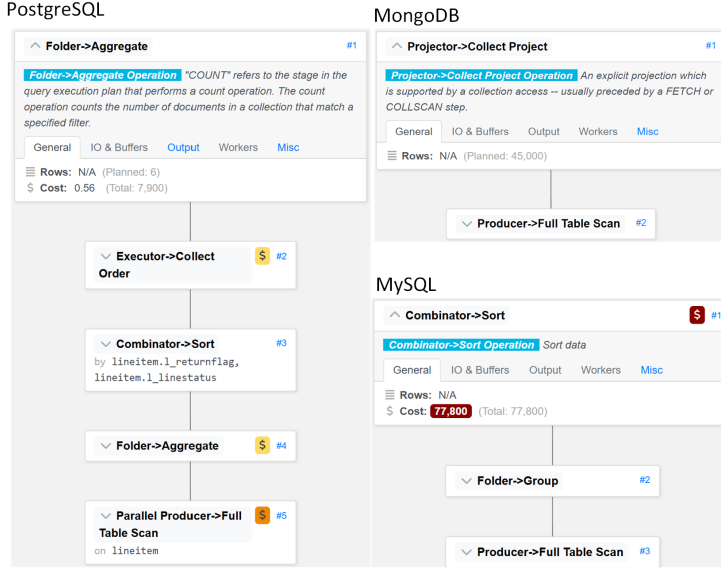 PostgreSQL
Folder->Aggregate #1
Folder->Aggregate Operation "COUNT" refers to the stage in the
query execution plan that performs a count operation. The count
operation counts the number of documents in a collection that match a
specified filter.
General IO & Buffers Output Workers Misc
Rows: N/A (Planned: 6)
$ Cost: 0.56 (Total: 7,900)
Executor->Collect $ #2
Order
Combinator->Sort #3
by lineitem.l_returnflag,
lineitem.l_linestatus
Folder->Aggregate $ #4
Parallel Producer->Full $ #5
Table Scan
on lineitem
MongoDB
Projector->Collect Project #1
Projector->Collect Project Operation An explicit projection which
is supported by a collection access -- usually preceded by a FETCH or
COLLSCAN step.
General IO & Buffers Output Workers Misc
Rows: N/A (Planned: 45,000)
Producer->Full Table Scan #2
MySQL
Combinator->Sort $ #1
Combinator->Sort Operation Sort data
General IO & Buffers Output Workers Misc
Rows: N/A
$ Cost: 77,800 (Total: 77,800)
Folder->Group #2
Producer->Full Table Scan #3